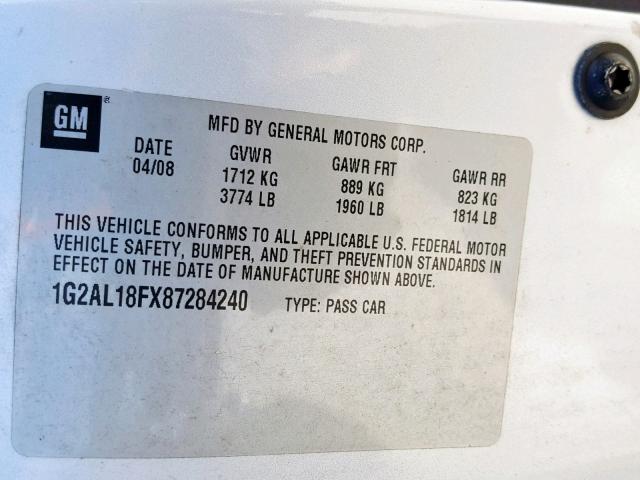 GM
MFD BY GENERAL MOTORS CORP.
DATE GVWR GAWR FRT GAWR RR
04/08 1712 KG 889 KG 823 KG
3774 LB 1960 LB 1814 LB
THIS VEHICLE CONFORMS TO ALL APPLICABLE U.S. FEDERAL MOTOR
VEHICLE SAFETY, BUMPER, AND THEFT PREVENTION STANDARDS IN
EFFECT ON THE DATE OF MANUFACTURE SHOWN ABOVE.
1G2AL18FX87284240 TYPE: PASS CAR